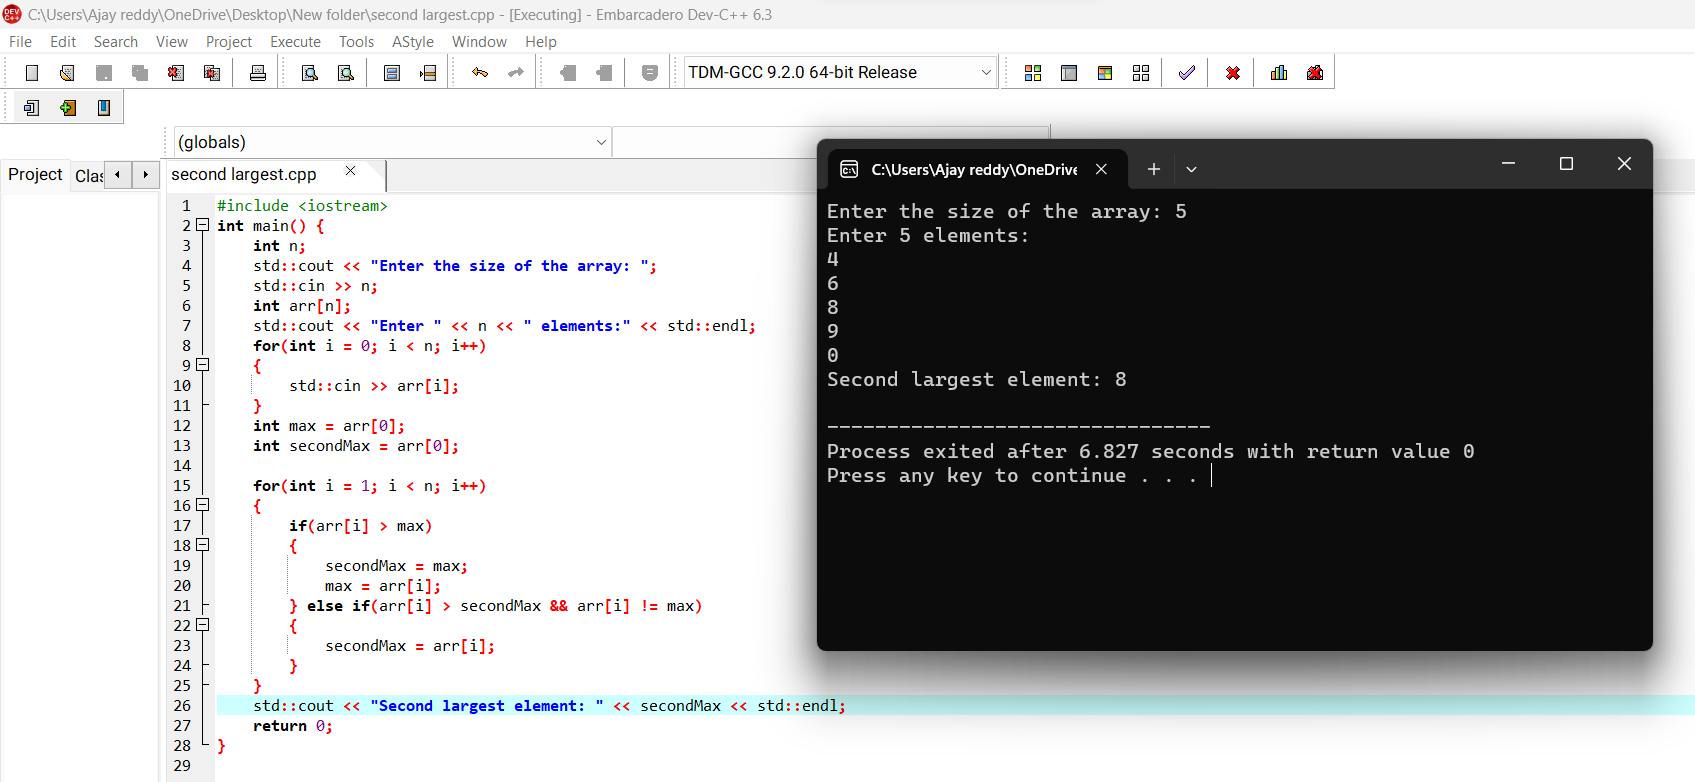 C:\Users\Ajay reddy\OneDrive\Desktop\New folder\second largest.cpp - [Executing] - Embarcadero Dev-C++ 6.3
File Edit Search View Project Execute Tools AStyle Window Help
TDM-GCC 9.2.0 64-bit Release
(globals)
Project Clas
second largest.cpp
1 #include <iostream>
2 int main() {
3 int n;
4 std::cout << "Enter the size of the array: ";
5 std::cin >> n;
6 int arr[n];
7 std::cout << "Enter " << n << " elements:" << std::endl;
8 for(int i = 0; i < n; i++)
9 {
10 std::cin >> arr[i];
11 }
12 int max = arr[0];
13 int secondMax = arr[0];
14
15 for(int i = 1; i < n; i++)
16 {
17 if(arr[i] > max)
18 {
19 secondMax = max;
20 max = arr[i];
21 } else if(arr[i] > secondMax && arr[i] != max)
22 {
23 secondMax = arr[i];
24 }
25 }
26 std::cout << "Second largest element: " << secondMax << std::endl;
27 return 0;
28 }
29
C:\Users\Ajay reddy\OneDrive
Enter the size of the array: 5
Enter 5 elements:
4
6
8
9
0
Second largest element: 8
--------------------------------
Process exited after 6.827 seconds with return value 0
Press any key to continue . . .